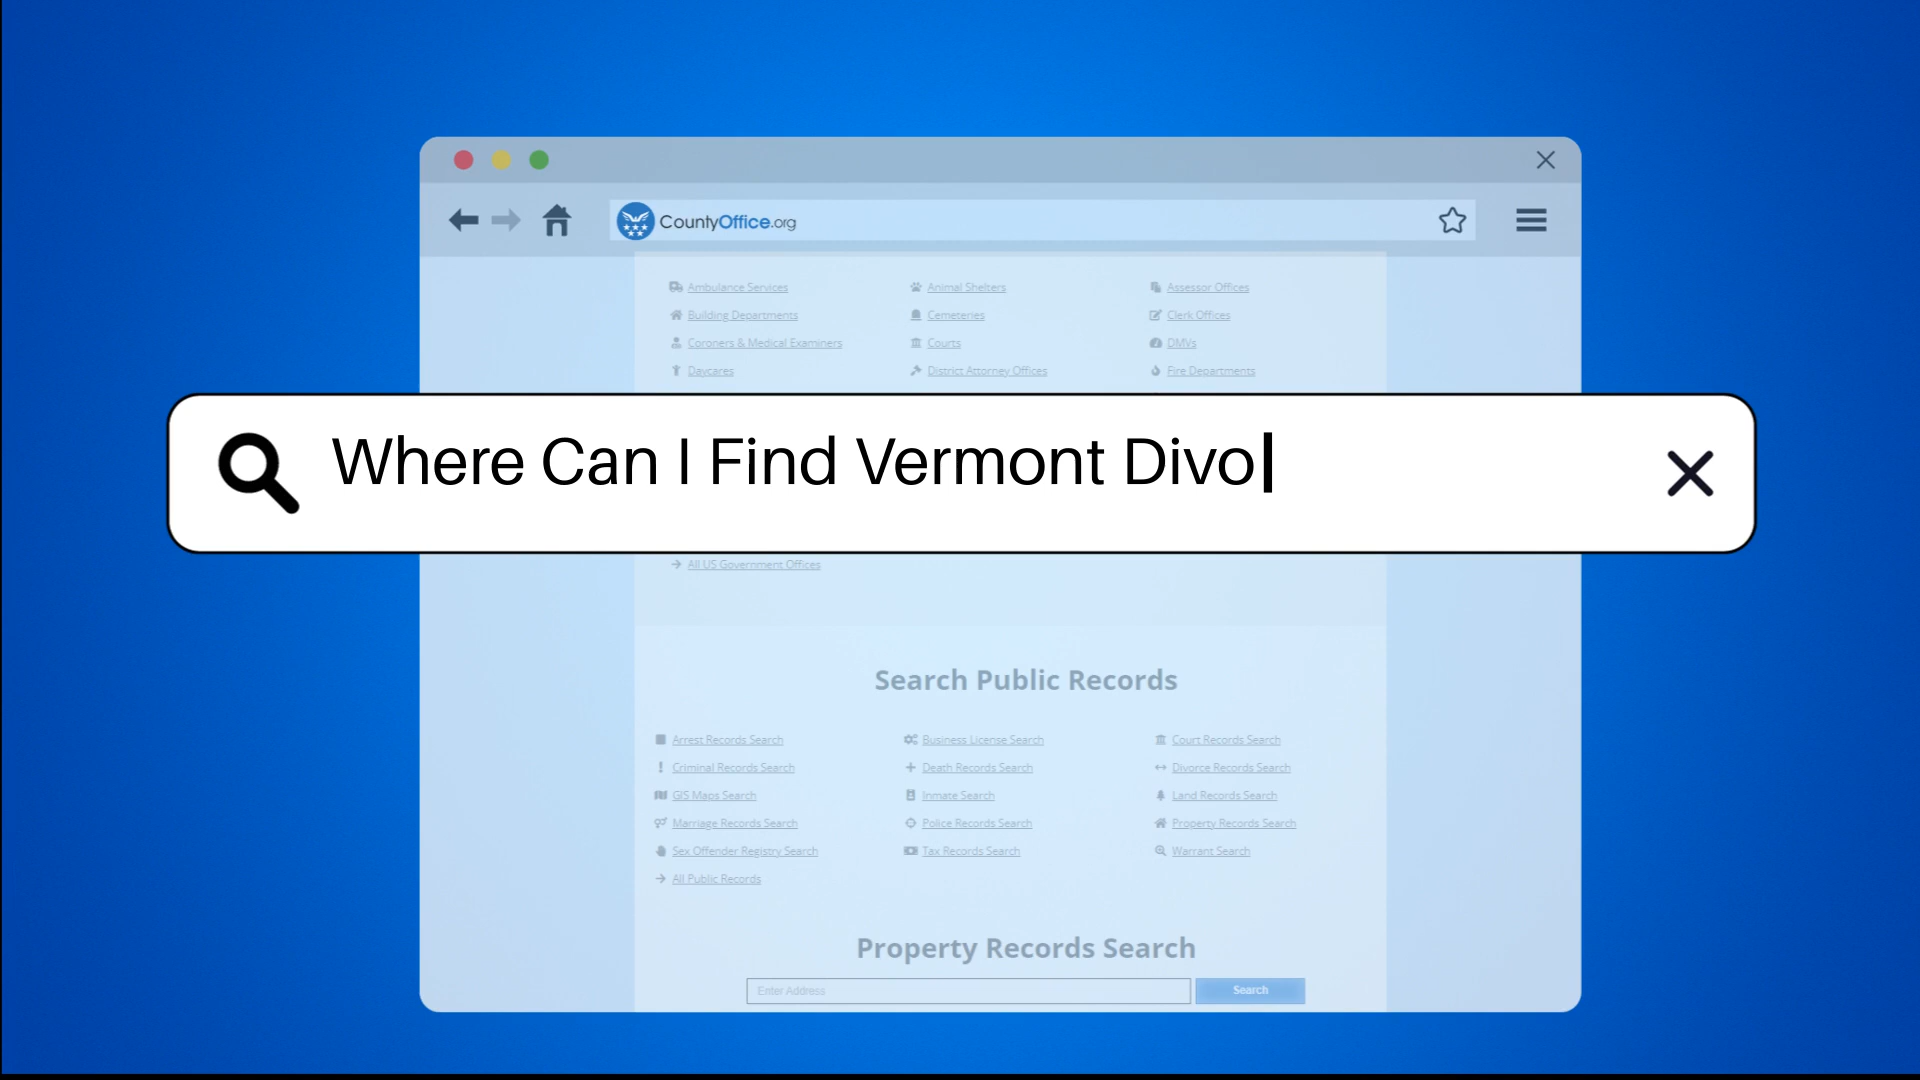 CountyOffice.org
Ambulance Services Animal Shelters Assessor Offices
Building Departments Cemeteries Clerk Offices
Coroners & Medical Examiners Courts DMVs
Daycares District Attorney Offices Fire Departments
Where Can I Find Vermont Divo
All US Government Offices
Search Public Records
Arrest Records Search Business License Search Court Records Search
Criminal Records Search Death Records Search Divorce Records Search
GIS Maps Search Inmate Search Land Records Search
Marriage Records Search Police Records Search Property Records Search
Sex Offender Registry Search Tax Records Search Warrant Search
All Public Records
Property Records Search
Enter Address Search